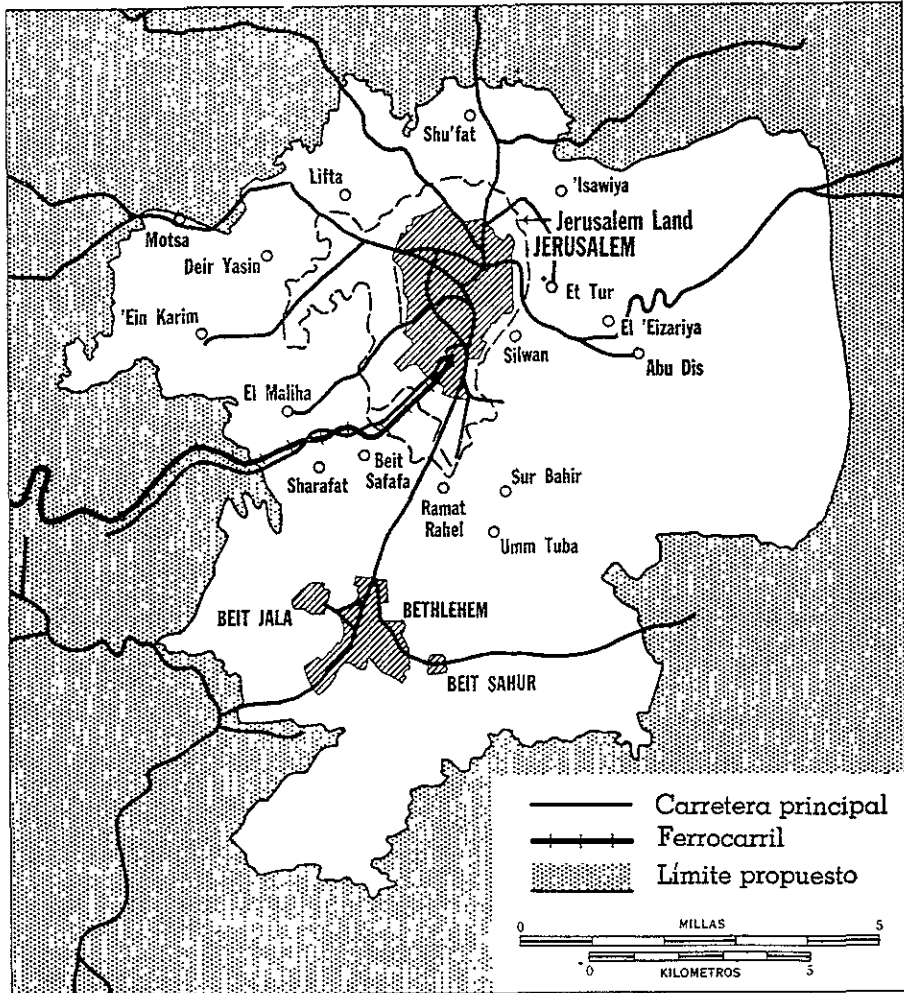 Shu'fat
Lifta
'Isawiya
Jerusalem Land
JERUSALEM
Motsa
Deir Yasin
Et Tur
'Ein Karim
El 'Eizariya
Silwan
Abu Dis
El Maliha
Sharafat
Beit
Safafa
Ramat
Rahel
Sur Bahir
Umm Tuba
BEIT JALA
BETHLEHEM
BEIT SAHUR
Carretera principal
Ferrocarril
Límite propuesto
0 MILLAS 5
0 KILOMETROS 5